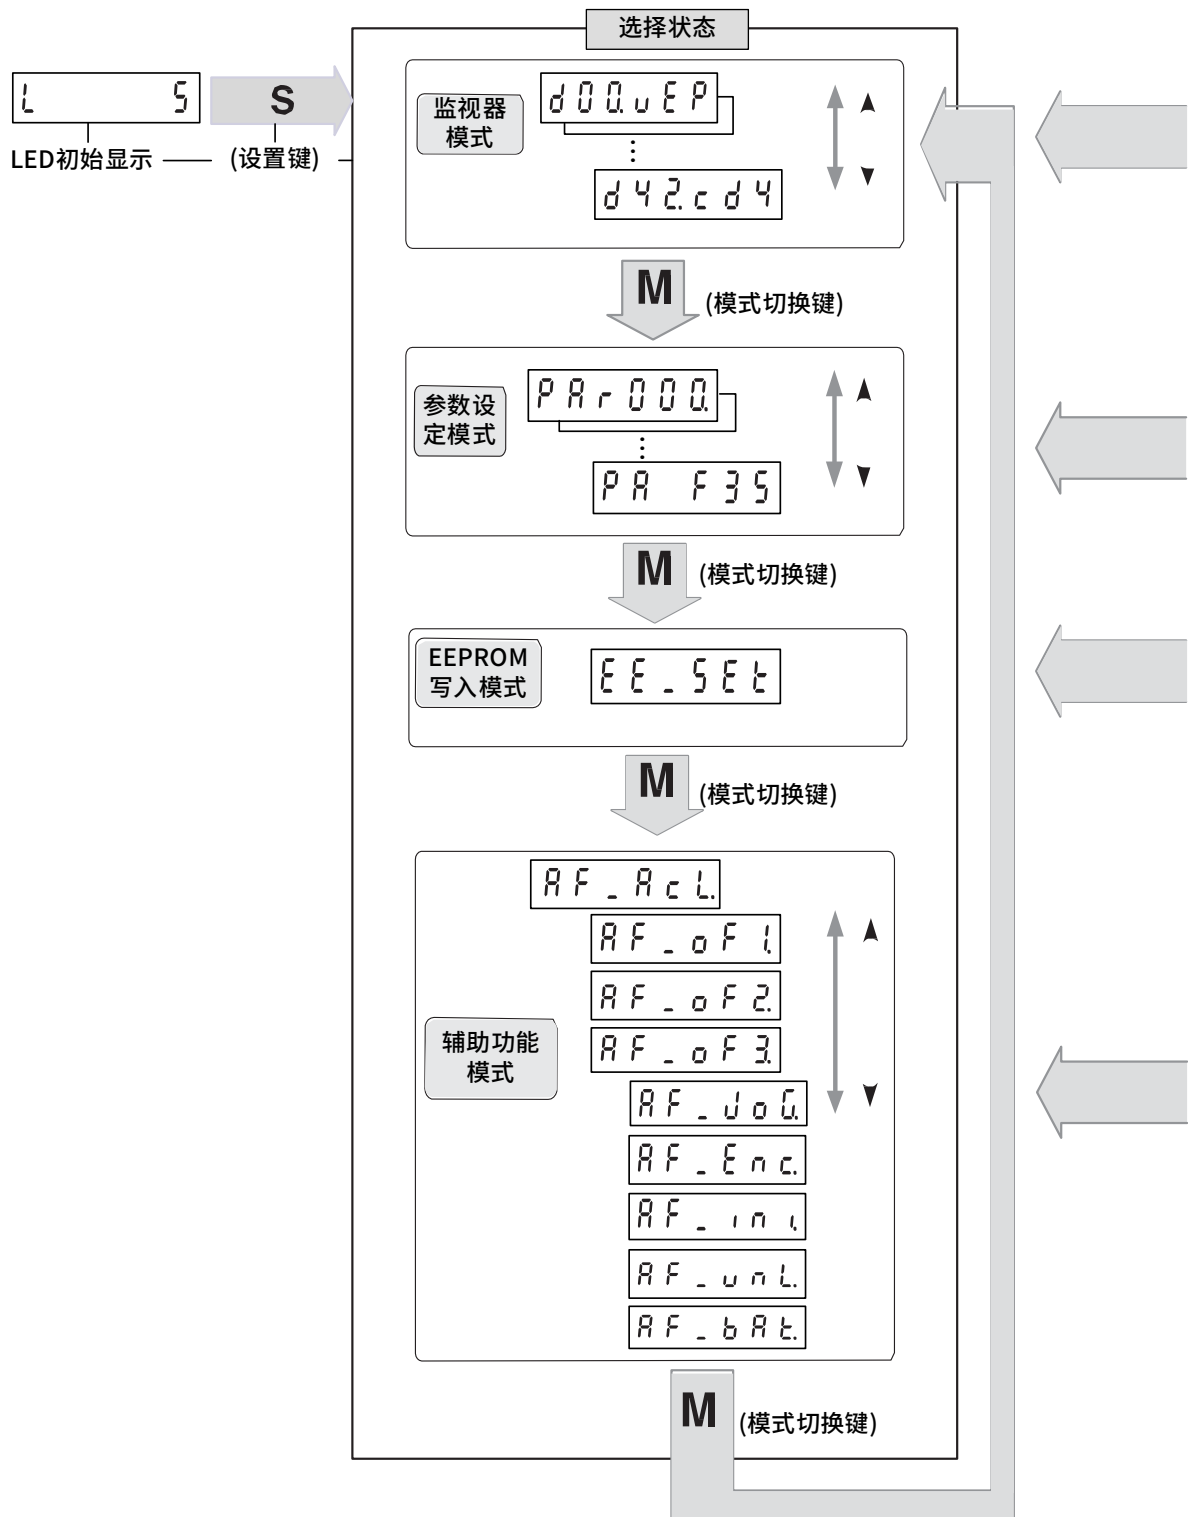 选择状态
L 5
S
LED初始显示
(设置键)
监视器
模式
d00.uEP
d42.cd4
M
(模式切换键)
参数设
定模式
PAr000.
PA F35
M
(模式切换键)
EEPROM
写入模式
EE_SEt
M
(模式切换键)
辅助功能
模式
AF_AcL.
AF_oF1.
AF_oF2.
AF_oF3.
AF_JoG.
AF_Enc.
AF_ini.
AF_unL.
AF_bAt.
M
(模式切换键)